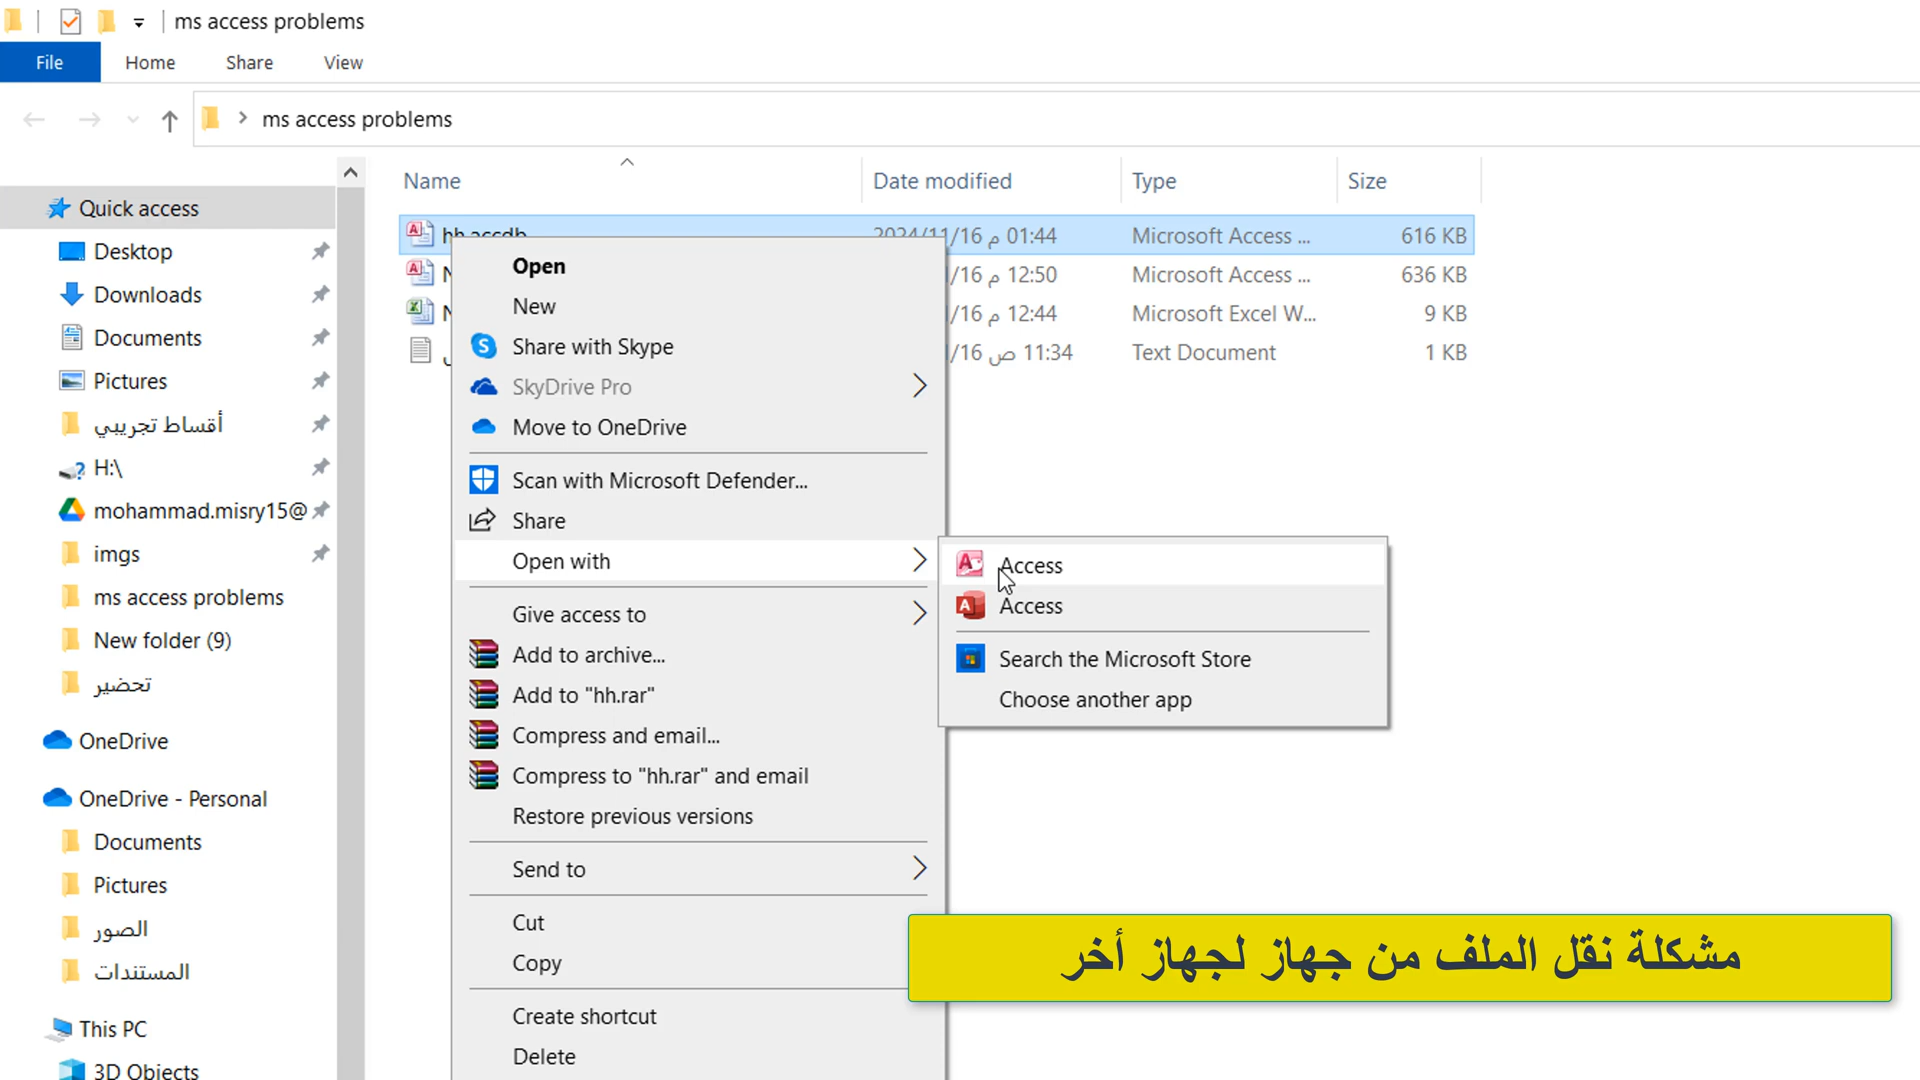 ms access problems
File Home Share View
ms access problems
Name Date modified Type Size
hh.accdb 2024/11/16 م 01:44 Microsoft Access ... 616 KB
/16 م 12:50 Microsoft Access ... 636 KB
/16 م 12:44 Microsoft Excel W... 9 KB
/16 ص 11:34 Text Document 1 KB
Quick access
Desktop
Downloads
Documents
Pictures
أقساط تجريبي
H:\
mohammad.misry15@
imgs
ms access problems
New folder (9)
تحضير
OneDrive
OneDrive - Personal
Documents
Pictures
الصور
المستندات
This PC
3D Objects
Open
New
Share with Skype
SkyDrive Pro
Move to OneDrive
Scan with Microsoft Defender...
Share
Open with
Give access to
Add to archive...
Add to "hh.rar"
Compress and email...
Compress to "hh.rar" and email
Restore previous versions
Send to
Cut
Copy
Create shortcut
Delete
Access
Access
Search the Microsoft Store
Choose another app
مشكلة نقل الملف من جهاز لجهاز أخر